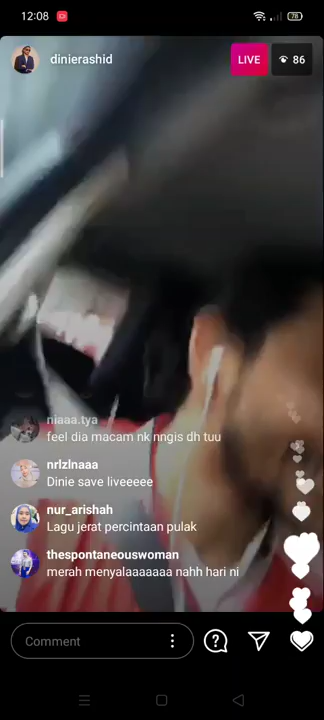 12:08
78
dinierashid
LIVE
86
niaaa.tya
feel dia macam nk nngis dh tuu
nrlzlnaaa
Dinie save liveeeee
nur_arishah
Lagu jerat percintaan pulak
thespontaneouswoman
merah menyalaaaaaaa nahh hari ni
Comment